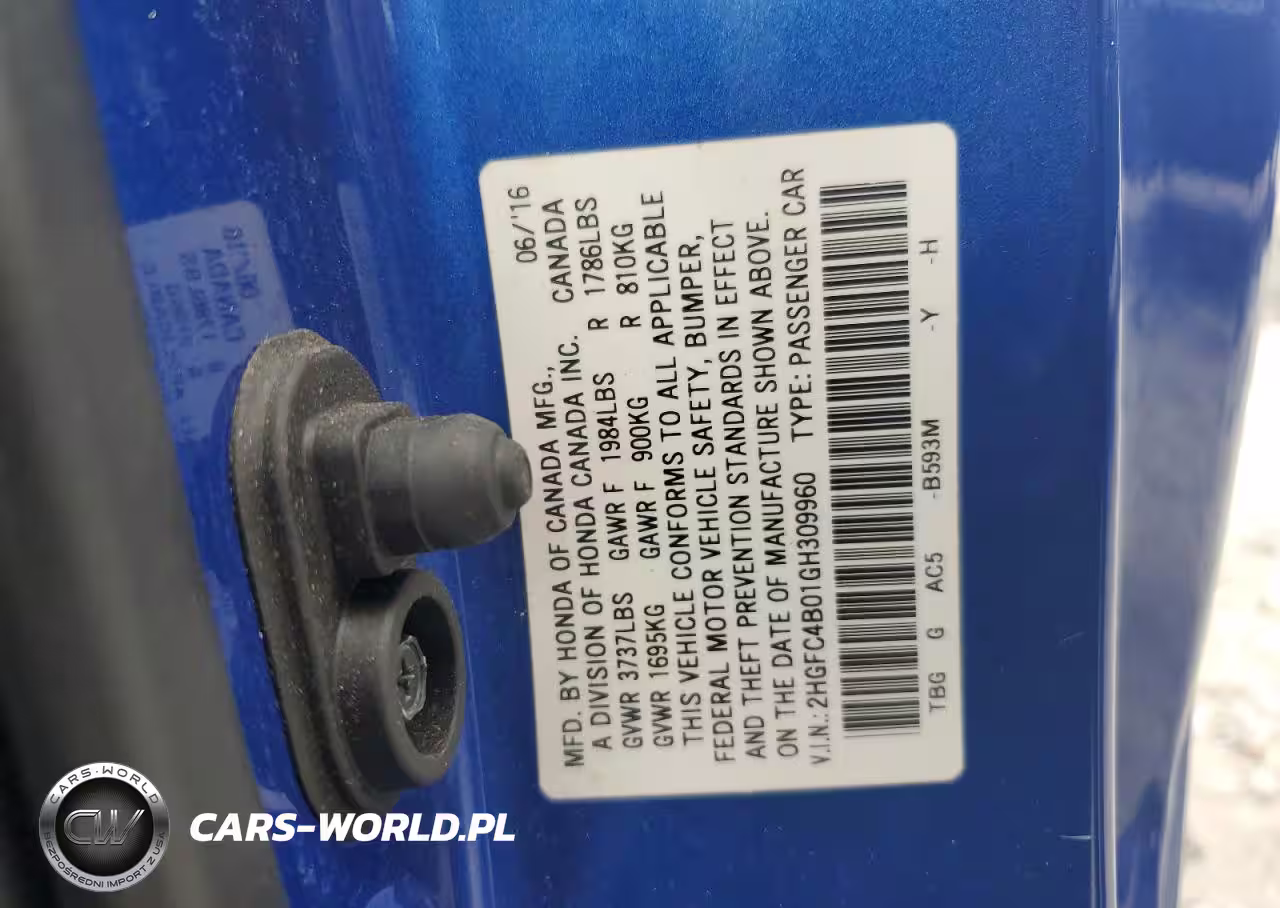 06/'16
MFD. BY HONDA OF CANADA MFG.,
A DIVISION OF HONDA CANADA INC. CANADA
GVWR 3737LBS GAWR F 1984LBS R 1786LBS
GVWR 1695KG GAWR F 900KG R 810KG
THIS VEHICLE CONFORMS TO ALL APPLICABLE
FEDERAL MOTOR VEHICLE SAFETY, BUMPER,
AND THEFT PREVENTION STANDARDS IN EFFECT
ON THE DATE OF MANUFACTURE SHOWN ABOVE.
V.I.N.: 2HGFC4B01GH309960 TYPE: PASSENGER CAR
TBG G AC5 -B593M -Y -H
CARS-WORLD
CW
BEZPOŚREDNI IMPORT Z USA
CARS-WORLD.PL